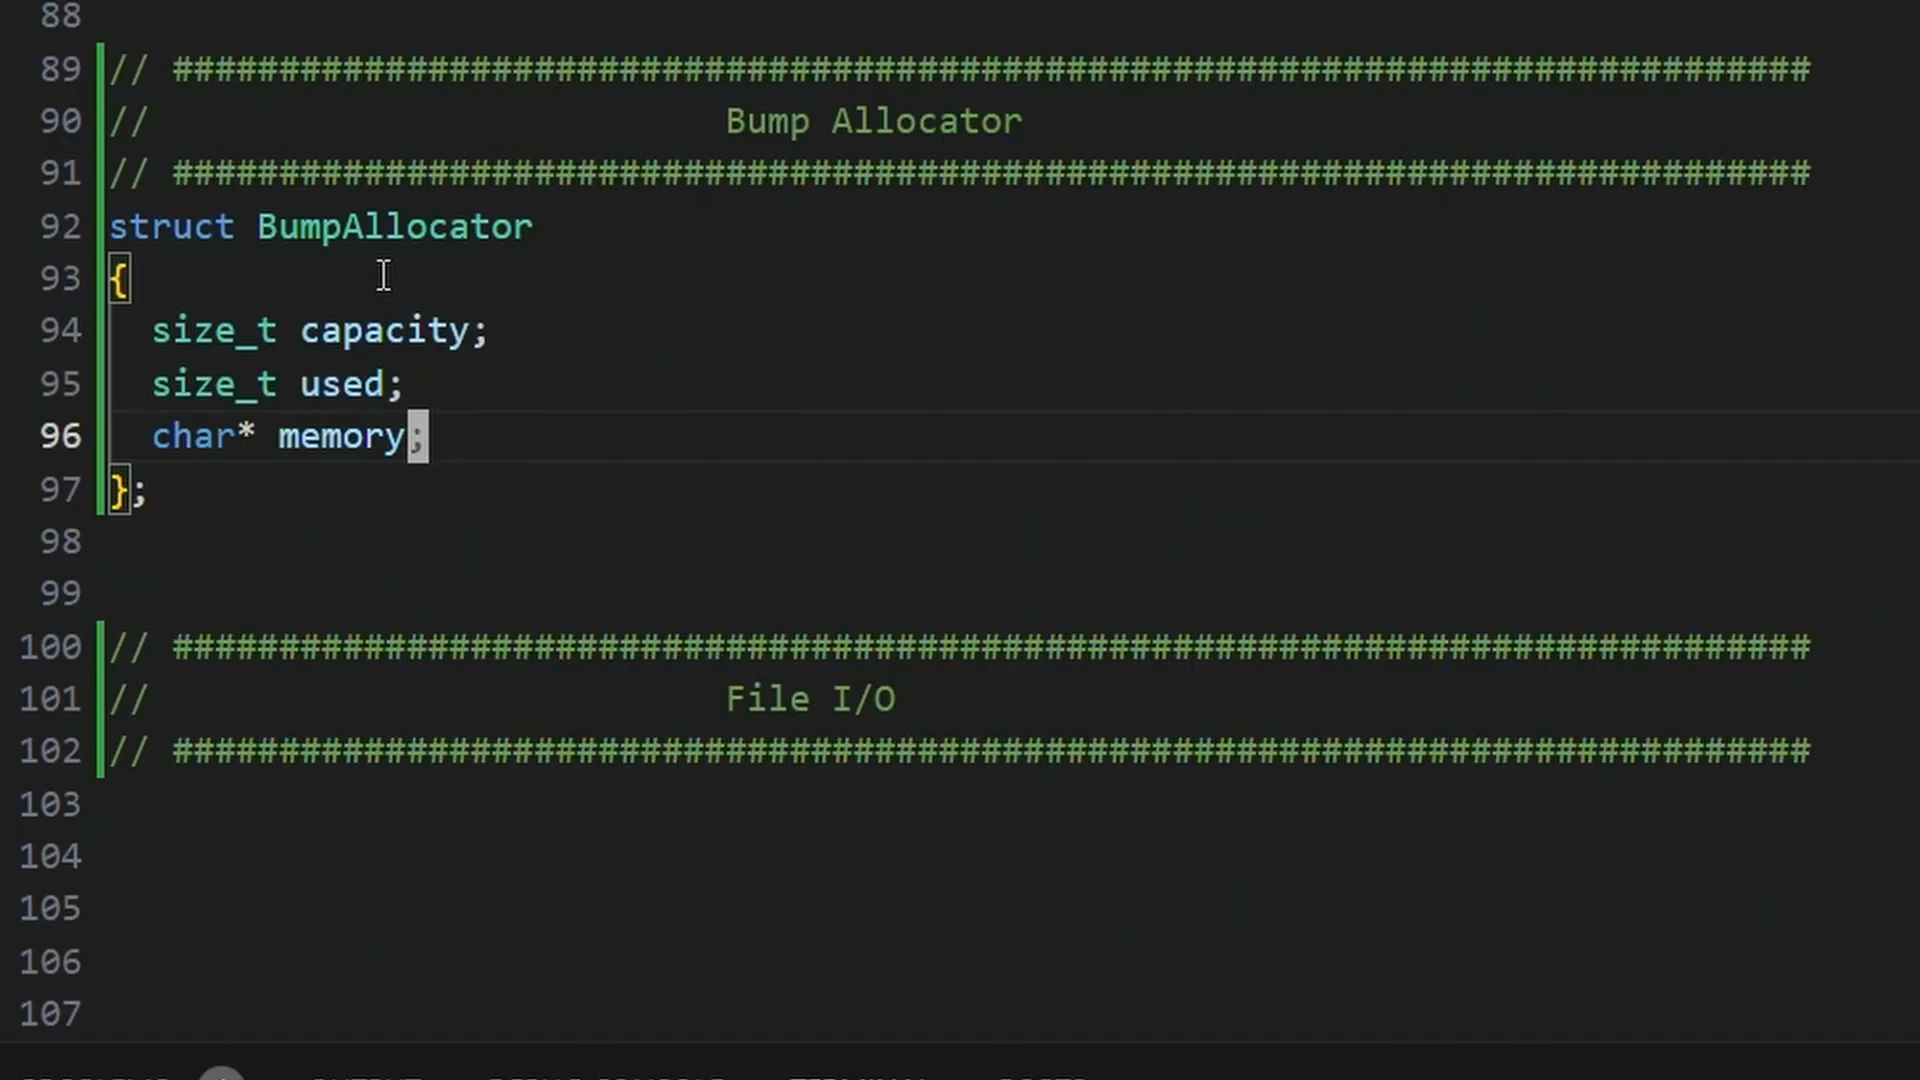 88
89 // ##############################################################################
90 //                           Bump Allocator
91 // ##############################################################################
92 struct BumpAllocator
93 {
94   size_t capacity;
95   size_t used;
96   char* memory;
97 };
98
99
100 // ##############################################################################
101 //                           File I/O
102 // ##############################################################################
103
104
105
106
107